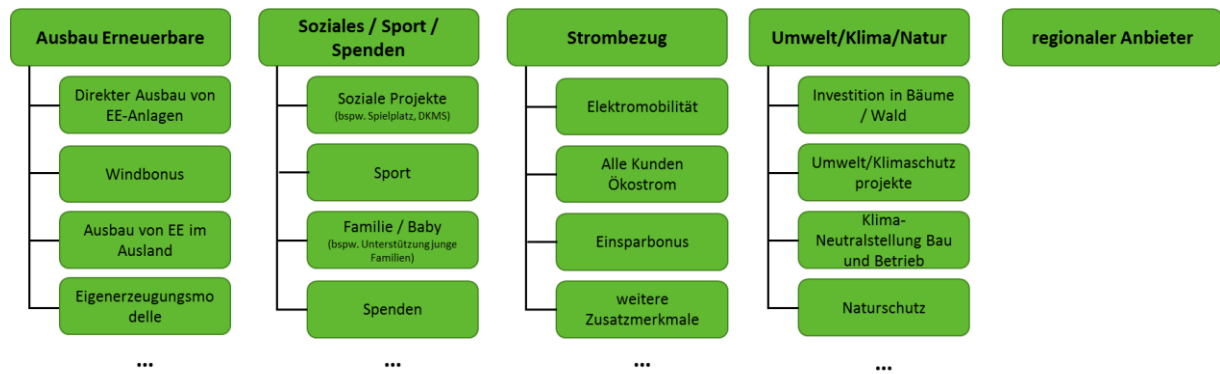 Ausbau Erneuerbare
Direkter Ausbau von
EE-Anlagen
Windbonus
Ausbau von EE im
Ausland
Eigenerzeugungsmo
delle
...
Soziales / Sport /
Spenden
Soziale Projekte
(bspw. Spielplatz, DKMS)
Sport
Familie / Baby
(bspw. Unterstützung junge
Familien)
Spenden
...
Strombezug
Elektromobilität
Alle Kunden
Ökostrom
Einsparbonus
weitere
Zusatzmerkmale
...
Umwelt/Klima/Natur
Investition in Bäume
/ Wald
Umwelt/Klimaschutz
projekte
Klima-
Neutralstellung Bau
und Betrieb
Naturschutz
...
regionaler Anbieter